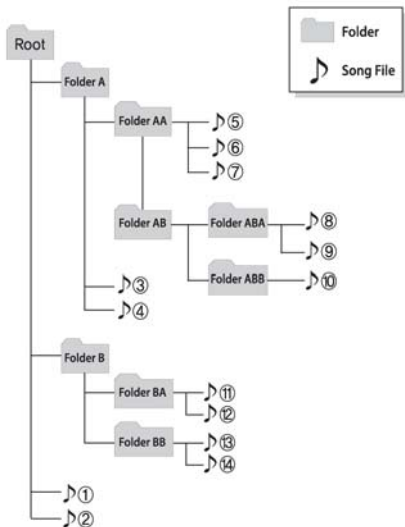 Root
Folder
Song File
Folder A
Folder AA
⑤
⑥
⑦
Folder AB
Folder ABA
⑧
⑨
Folder ABB
⑩
③
④
Folder B
Folder BA
⑪
⑫
Folder BB
⑬
⑭
①
②